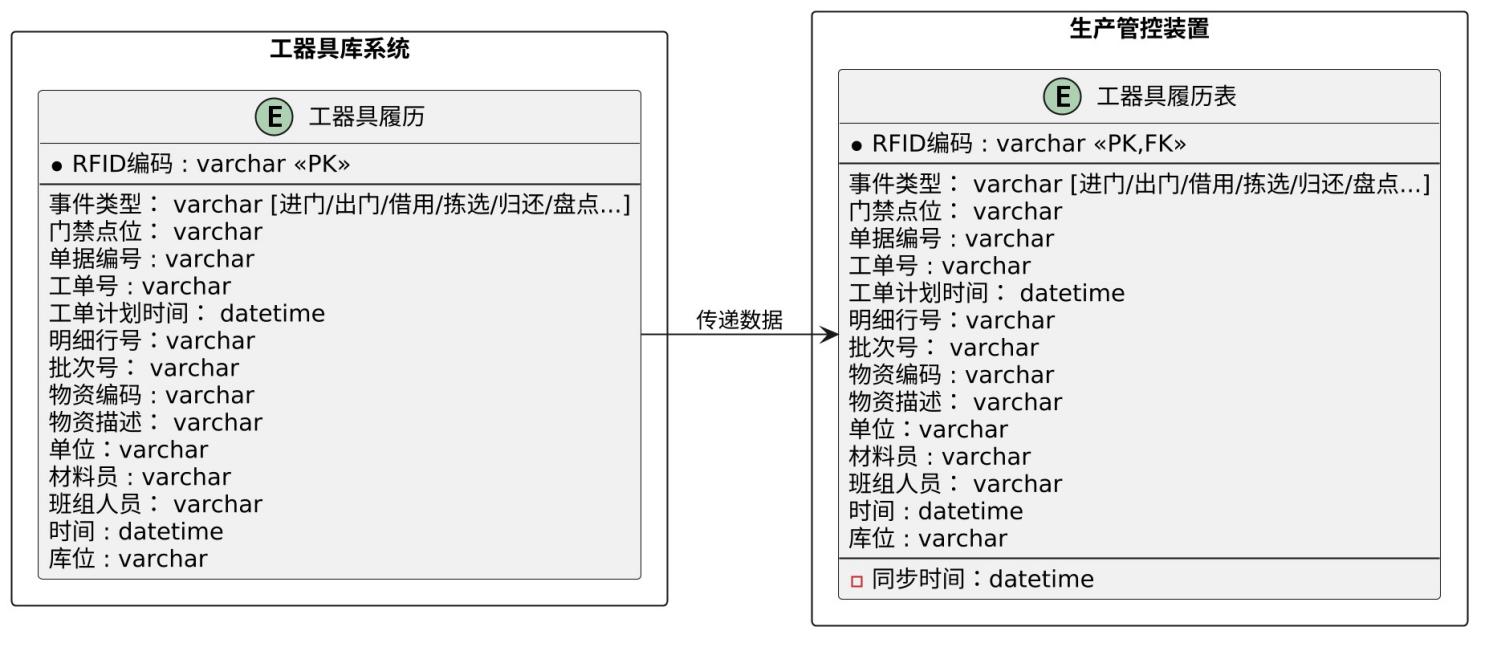 工器具库系统
E 工器具履历
RFID编码 : varchar «PK»
事件类型： varchar [进门/出门/借用/拣选/归还/盘点...]
门禁点位： varchar
单据编号 : varchar
工单号 : varchar
工单计划时间： datetime
明细行号：varchar
批次号： varchar
物资编码 : varchar
物资描述： varchar
单位：varchar
材料员 : varchar
班组人员： varchar
时间 : datetime
库位 : varchar
传递数据
生产管控装置
E 工器具履历表
RFID编码 : varchar «PK,FK»
事件类型： varchar [进门/出门/借用/拣选/归还/盘点...]
门禁点位： varchar
单据编号 : varchar
工单号 : varchar
工单计划时间： datetime
明细行号：varchar
批次号： varchar
物资编码 : varchar
物资描述： varchar
单位：varchar
材料员 : varchar
班组人员： varchar
时间 : datetime
库位 : varchar
同步时间：datetime